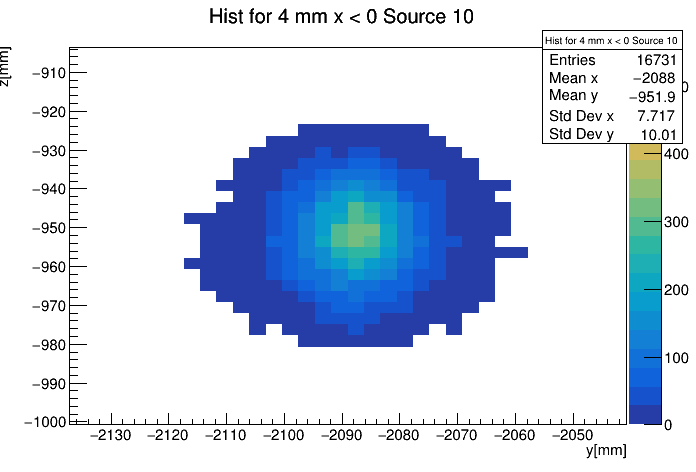 Hist for 4 mm x < 0 Source 10
z[mm]
Hist for 4 mm x < 0 Source 10
Entries 16731
Mean x −2088
Mean y −951.9
Std Dev x 7.717
Std Dev y 10.01
−910
−920
−930
−940
−950
−960
−970
−980
−990
−1000
0
400
300
200
100
0
−2130 −2120 −2110 −2100 −2090 −2080 −2070 −2060 −2050
y[mm]